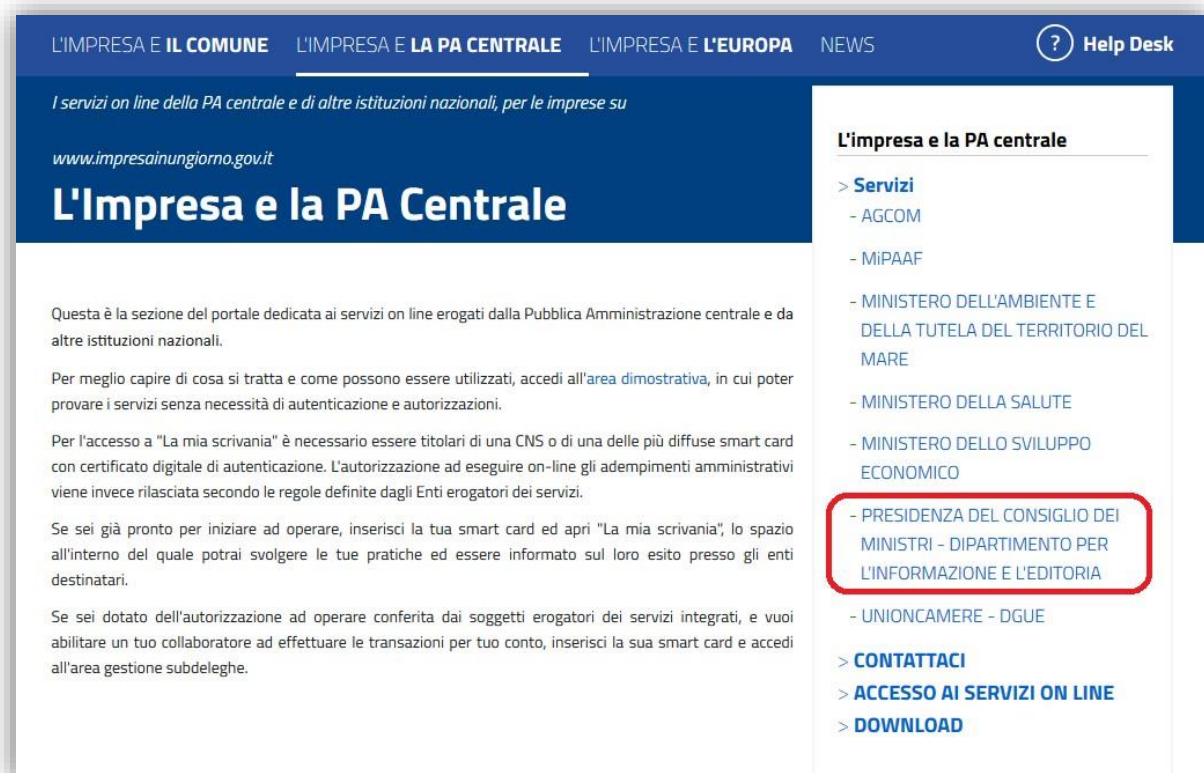 L'IMPRESA E IL COMUNE L'IMPRESA E LA PA CENTRALE L'IMPRESA E L'EUROPA NEWS ? Help Desk
I servizi on line della PA centrale e di altre istituzioni nazionali, per le imprese su
www.impresainungiorno.gov.it
L'Impresa e la PA Centrale
Questa è la sezione del portale dedicata ai servizi on line erogati dalla Pubblica Amministrazione centrale e da
altre istituzioni nazionali.
Per meglio capire di cosa si tratta e come possono essere utilizzati, accedi all'area dimostrativa, in cui poter
provare i servizi senza necessità di autenticazione e autorizzazioni.
Per l'accesso a "La mia scrivania" è necessario essere titolari di una CNS o di una delle più diffuse smart card
con certificato digitale di autenticazione. L'autorizzazione ad eseguire on-line gli adempimenti amministrativi
viene invece rilasciata secondo le regole definite dagli Enti erogatori dei servizi.
Se sei già pronto per iniziare ad operare, inserisci la tua smart card ed apri "La mia scrivania", lo spazio
all'interno del quale potrai svolgere le tue pratiche ed essere informato sul loro esito presso gli enti
destinatari.
Se sei dotato dell'autorizzazione ad operare conferita dai soggetti erogatori dei servizi integrati, e vuoi
abilitare un tuo collaboratore ad effettuare le transazioni per tuo conto, inserisci la sua smart card e accedi
all'area gestione subdeleghe.
L'impresa e la PA centrale
> Servizi
- AGCOM
- MiPAAF
- MINISTERO DELL'AMBIENTE E
DELLA TUTELA DEL TERRITORIO DEL
MARE
- MINISTERO DELLA SALUTE
- MINISTERO DELLO SVILUPPO
ECONOMICO
- PRESIDENZA DEL CONSIGLIO DEI
MINISTRI - DIPARTIMENTO PER
L'INFORMAZIONE E L'EDITORIA
- UNIONCAMERE - DGUE
> CONTATTACI
> ACCESSO AI SERVIZI ON LINE
> DOWNLOAD